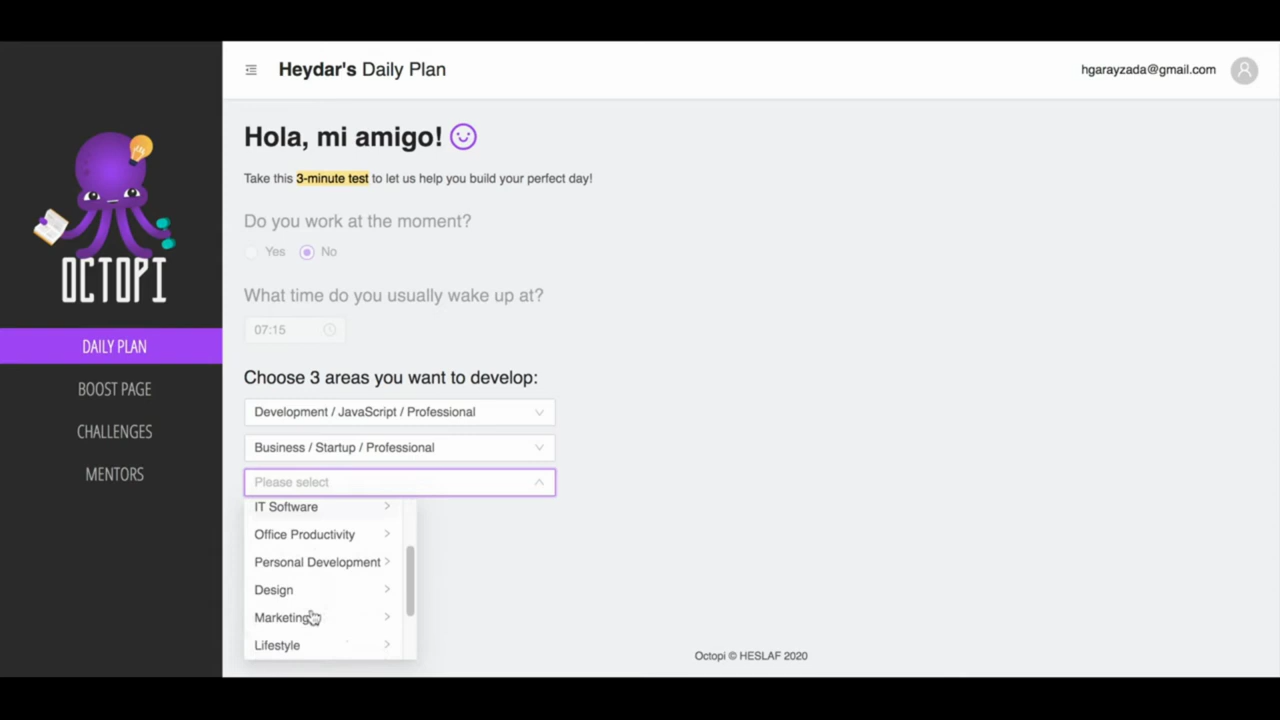 Heydar's Daily Plan
hgarayzada@gmail.com
Hola, mi amigo!
Take this 3-minute test to let us help you build your perfect day!
Do you work at the moment?
Yes No
What time do you usually wake up at?
07:15
Choose 3 areas you want to develop:
Development / JavaScript / Professional
Business / Startup / Professional
Please select
IT Software
Office Productivity
Personal Development
Design
Marketing
Lifestyle
OCTOPI
DAILY PLAN
BOOST PAGE
CHALLENGES
MENTORS
Octopi © HESLAF 2020